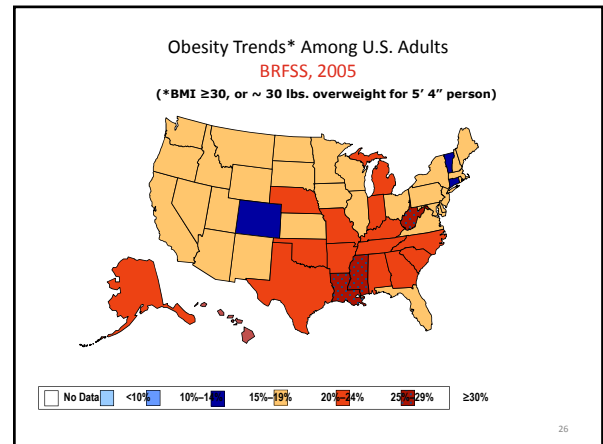 Obesity Trends* Among U.S. Adults
BRFSS, 2005
(*BMI ≥30, or ~ 30 lbs. overweight for 5’ 4” person)
No Data <10% 10%–14% 15%–19% 20%–24% 25%–29% ≥30%
26